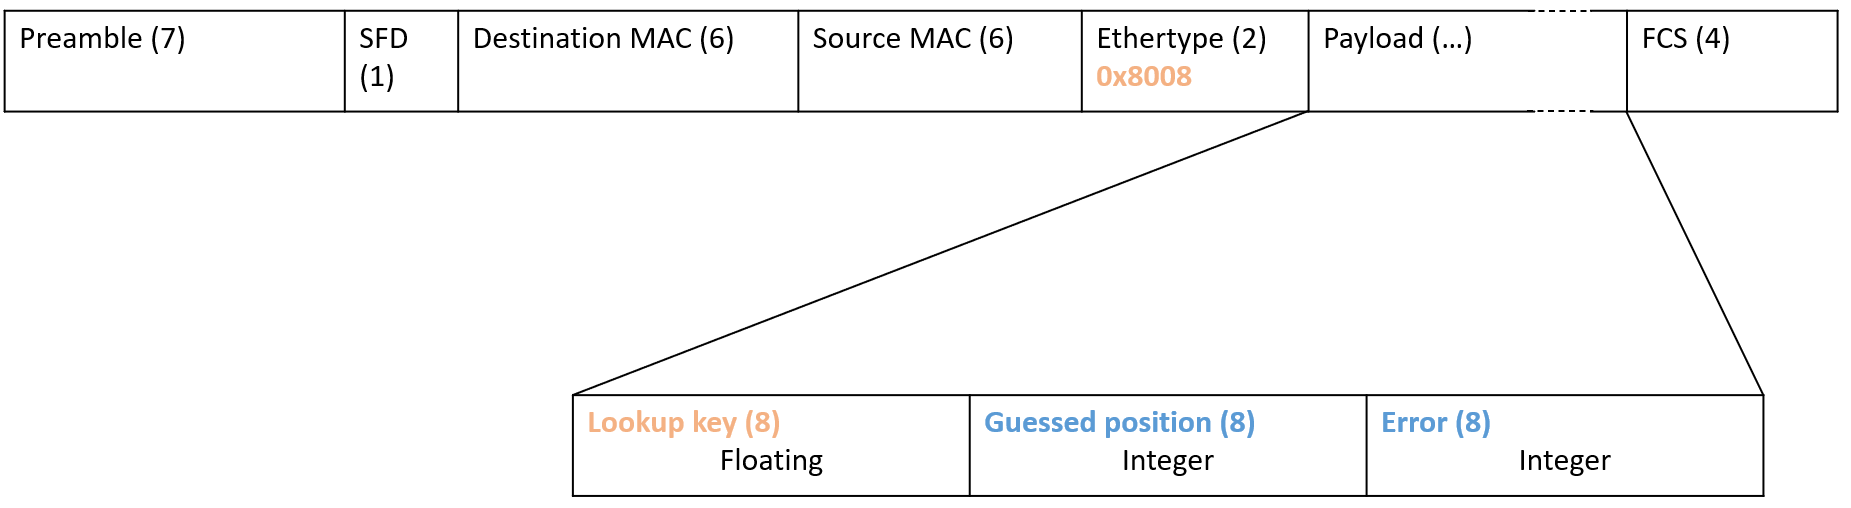 Preamble (7)
SFD
(1)
Destination MAC (6)
Source MAC (6)
Ethertype (2)
0x8008
Payload (...)
FCS (4)
Lookup key (8)
Floating
Guessed position (8)
Integer
Error (8)
Integer